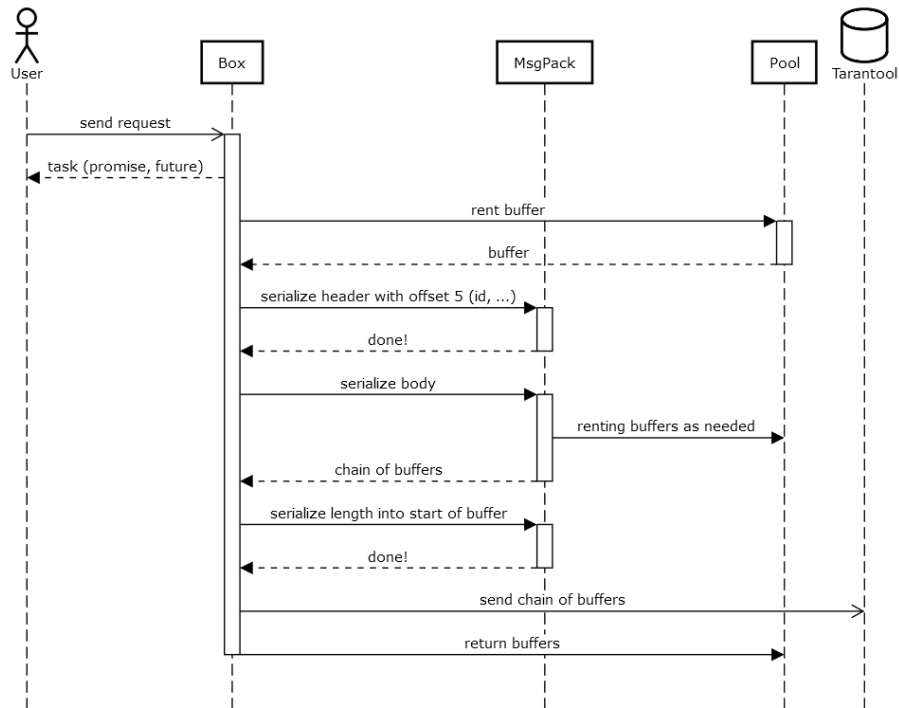 User
Box
MsgPack
Pool
Tarantool
send request
task (promise, future)
rent buffer
buffer
serialize header with offset 5 (id, ...)
done!
serialize body
renting buffers as needed
chain of buffers
serialize length into start of buffer
done!
send chain of buffers
return buffers